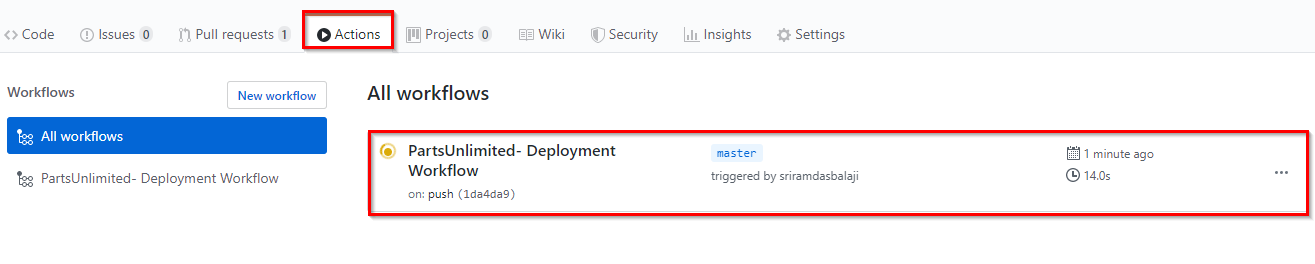 Code Issues 0 Pull requests 1 Actions Projects 0 Wiki Security Insights Settings
Workflows
New workflow
All workflows
PartsUnlimited- Deployment Workflow
All workflows
PartsUnlimited- Deployment
Workflow
on: push (1da4da9)
master
triggered by sriramdasbalaji
1 minute ago
14.0s